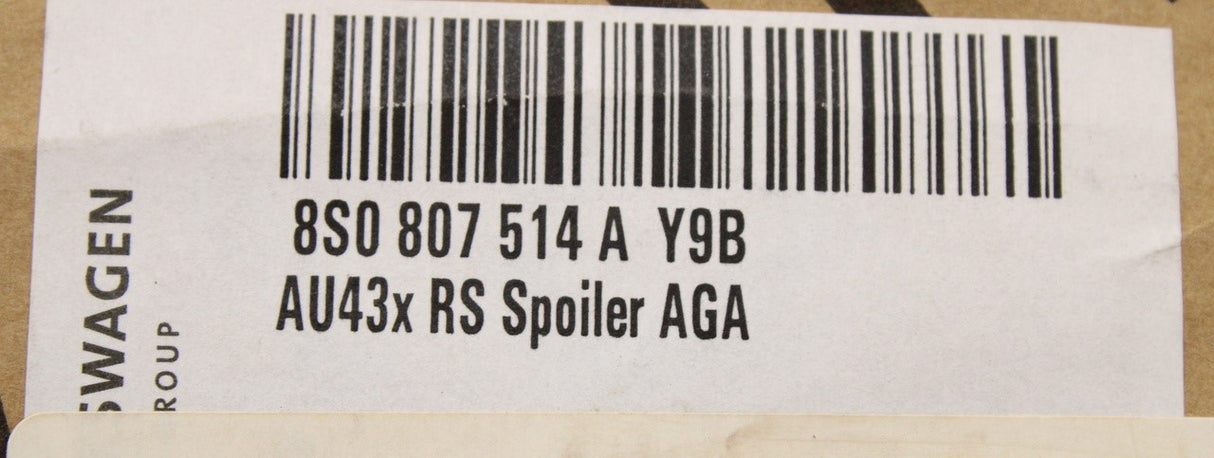 8S0 807 514 A Y9B
AU43x RS Spoiler AGA
SWAGEN
ROUP